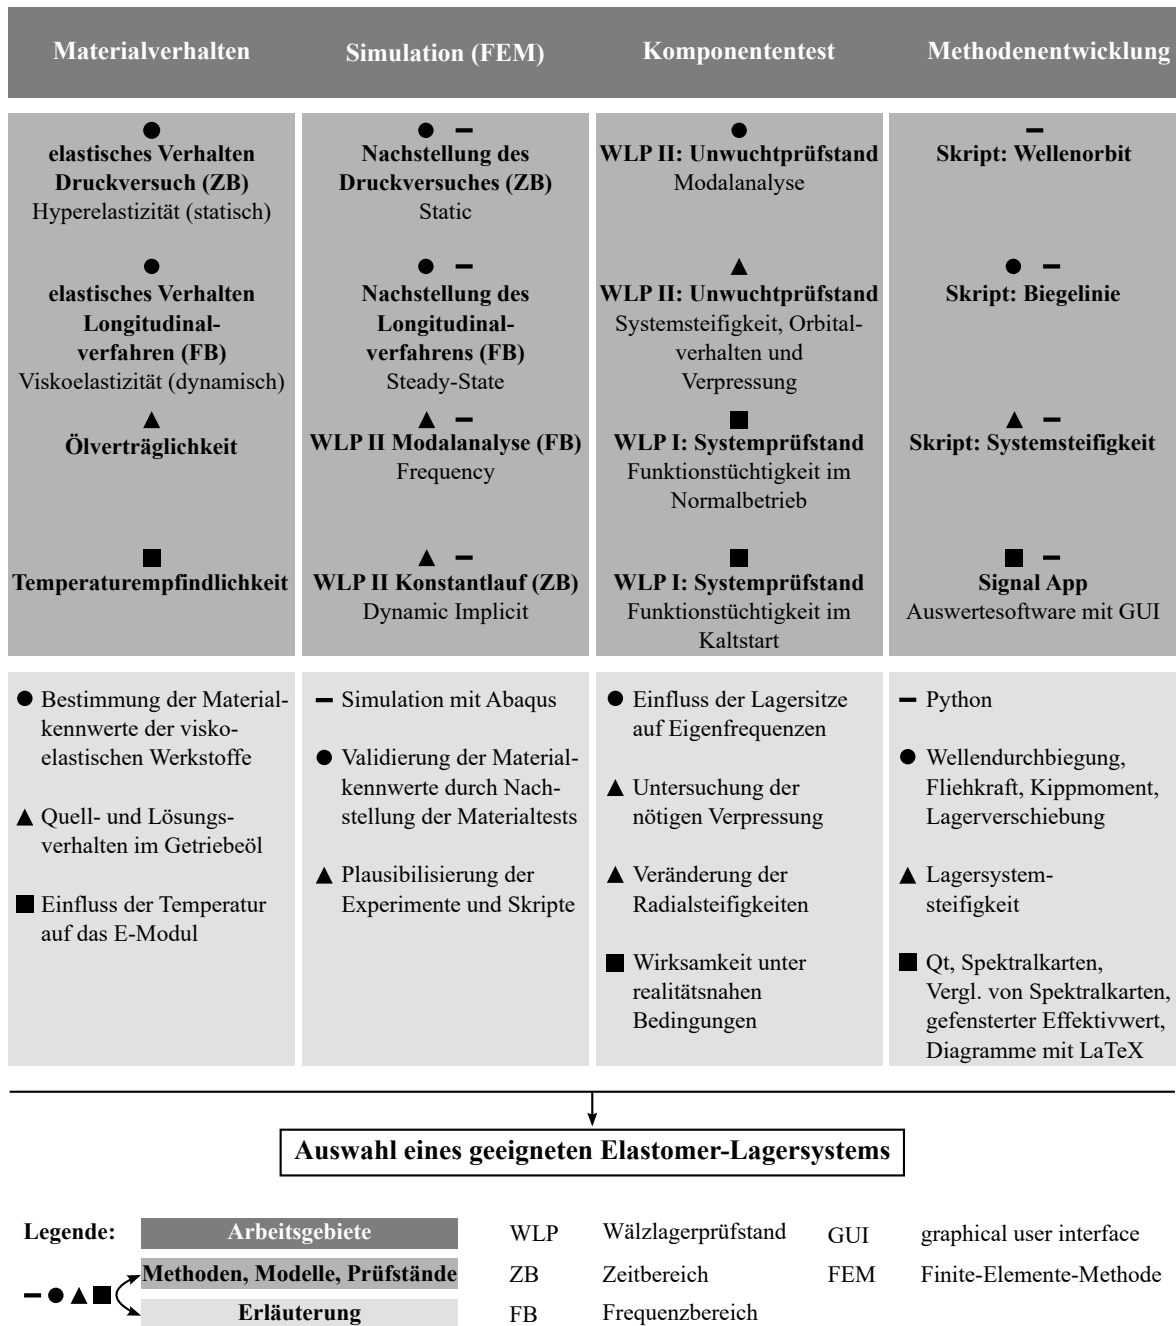 Materialverhalten
Simulation (FEM)
Komponententest
Methodenentwicklung
elastisches Verhalten
Druckversuch (ZB)
Hyperelastizität (statisch)
elastisches Verhalten
Longitudinal-
verfahren (FB)
Viskoelastizität (dynamisch)
Ölverträglichkeit
Temperaturempfindlichkeit
Nachstellung des
Druckversuches (ZB)
Static
Nachstellung des
Longitudinal-
verfahrens (FB)
Steady-State
WLP II Modalanalyse (FB)
Frequency
WLP II Konstantlauf (ZB)
Dynamic Implicit
WLP II: Unwuchtprüfstand
Modalanalyse
WLP II: Unwuchtprüfstand
Systemsteifigkeit, Orbital-
verhalten und
Verpressung
WLP I: Systemprüfstand
Funktionstüchtigkeit im
Normalbetrieb
WLP I: Systemprüfstand
Funktionstüchtigkeit im
Kaltstart
Skript: Wellenorbit
Skript: Biegelinie
Skript: Systemsteifigkeit
Signal App
Auswertesoftware mit GUI
Bestimmung der Material-
kennwerte der visko-
elastischen Werkstoffe
Quell- und Lösungs-
verhalten im Getriebeöl
Einfluss der Temperatur
auf das E-Modul
Simulation mit Abaqus
Validierung der Material-
kennwerte durch Nach-
stellung der Materialtests
Plausibilisierung der
Experimente und Skripte
Einfluss der Lagersitze
auf Eigenfrequenzen
Untersuchung der
nötigen Verpressung
Veränderung der
Radialsteifigkeiten
Wirksamkeit unter
realitätsnahen
Bedingungen
Python
Wellendurchbiegung,
Fliehkraft, Kippmoment,
Lagerverschiebung
Lagersystem-
steifigkeit
Qt, Spektralkarten,
Vergl. von Spektralkarten,
gefensterter Effektivwert,
Diagramme mit LaTeX
Auswahl eines geeigneten Elastomer-Lagersystems
Legende:
Arbeitsgebiete
Methoden, Modelle, Prüfstände
Erläuterung
WLP Wälzlagerprüfstand
ZB Zeitbereich
FB Frequenzbereich
GUI graphical user interface
FEM Finite-Elemente-Methode